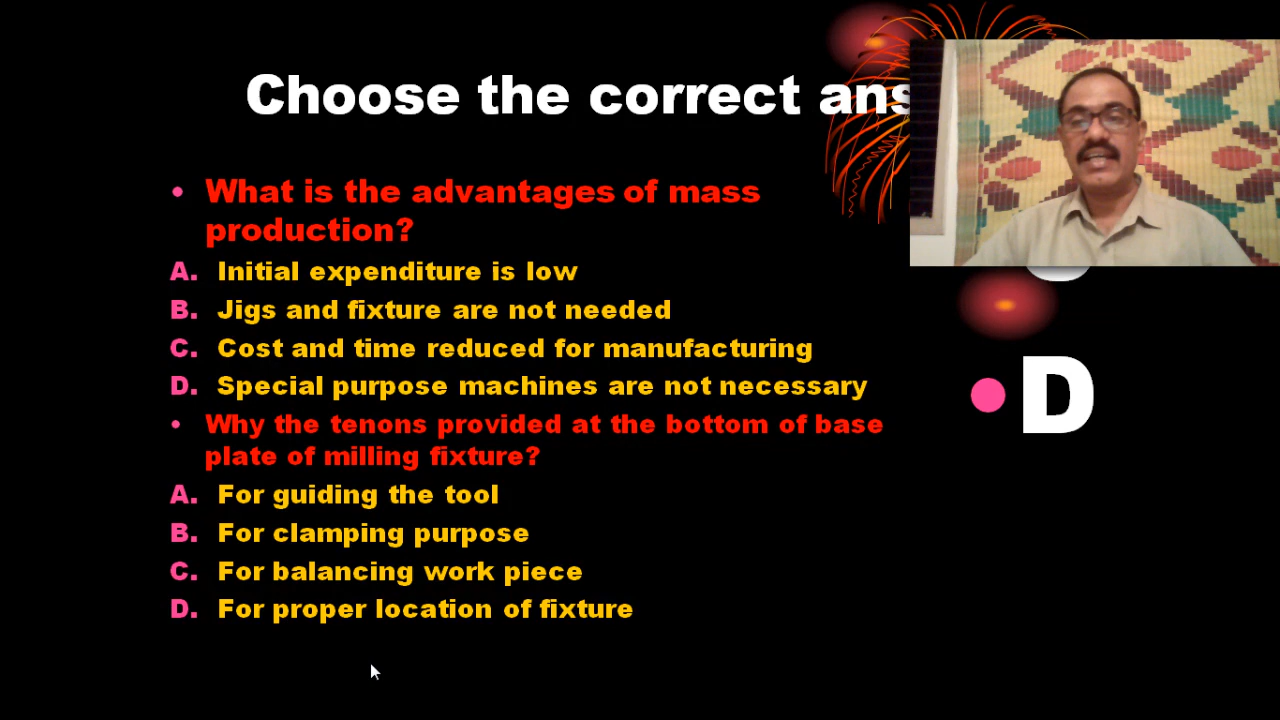 Choose the correct ans
• What is the advantages of mass
production?
A. Initial expenditure is low
B. Jigs and fixture are not needed
C. Cost and time reduced for manufacturing
D. Special purpose machines are not necessary
• Why the tenons provided at the bottom of base
plate of milling fixture?
A. For guiding the tool
B. For clamping purpose
C. For balancing work piece
D. For proper location of fixture
• D